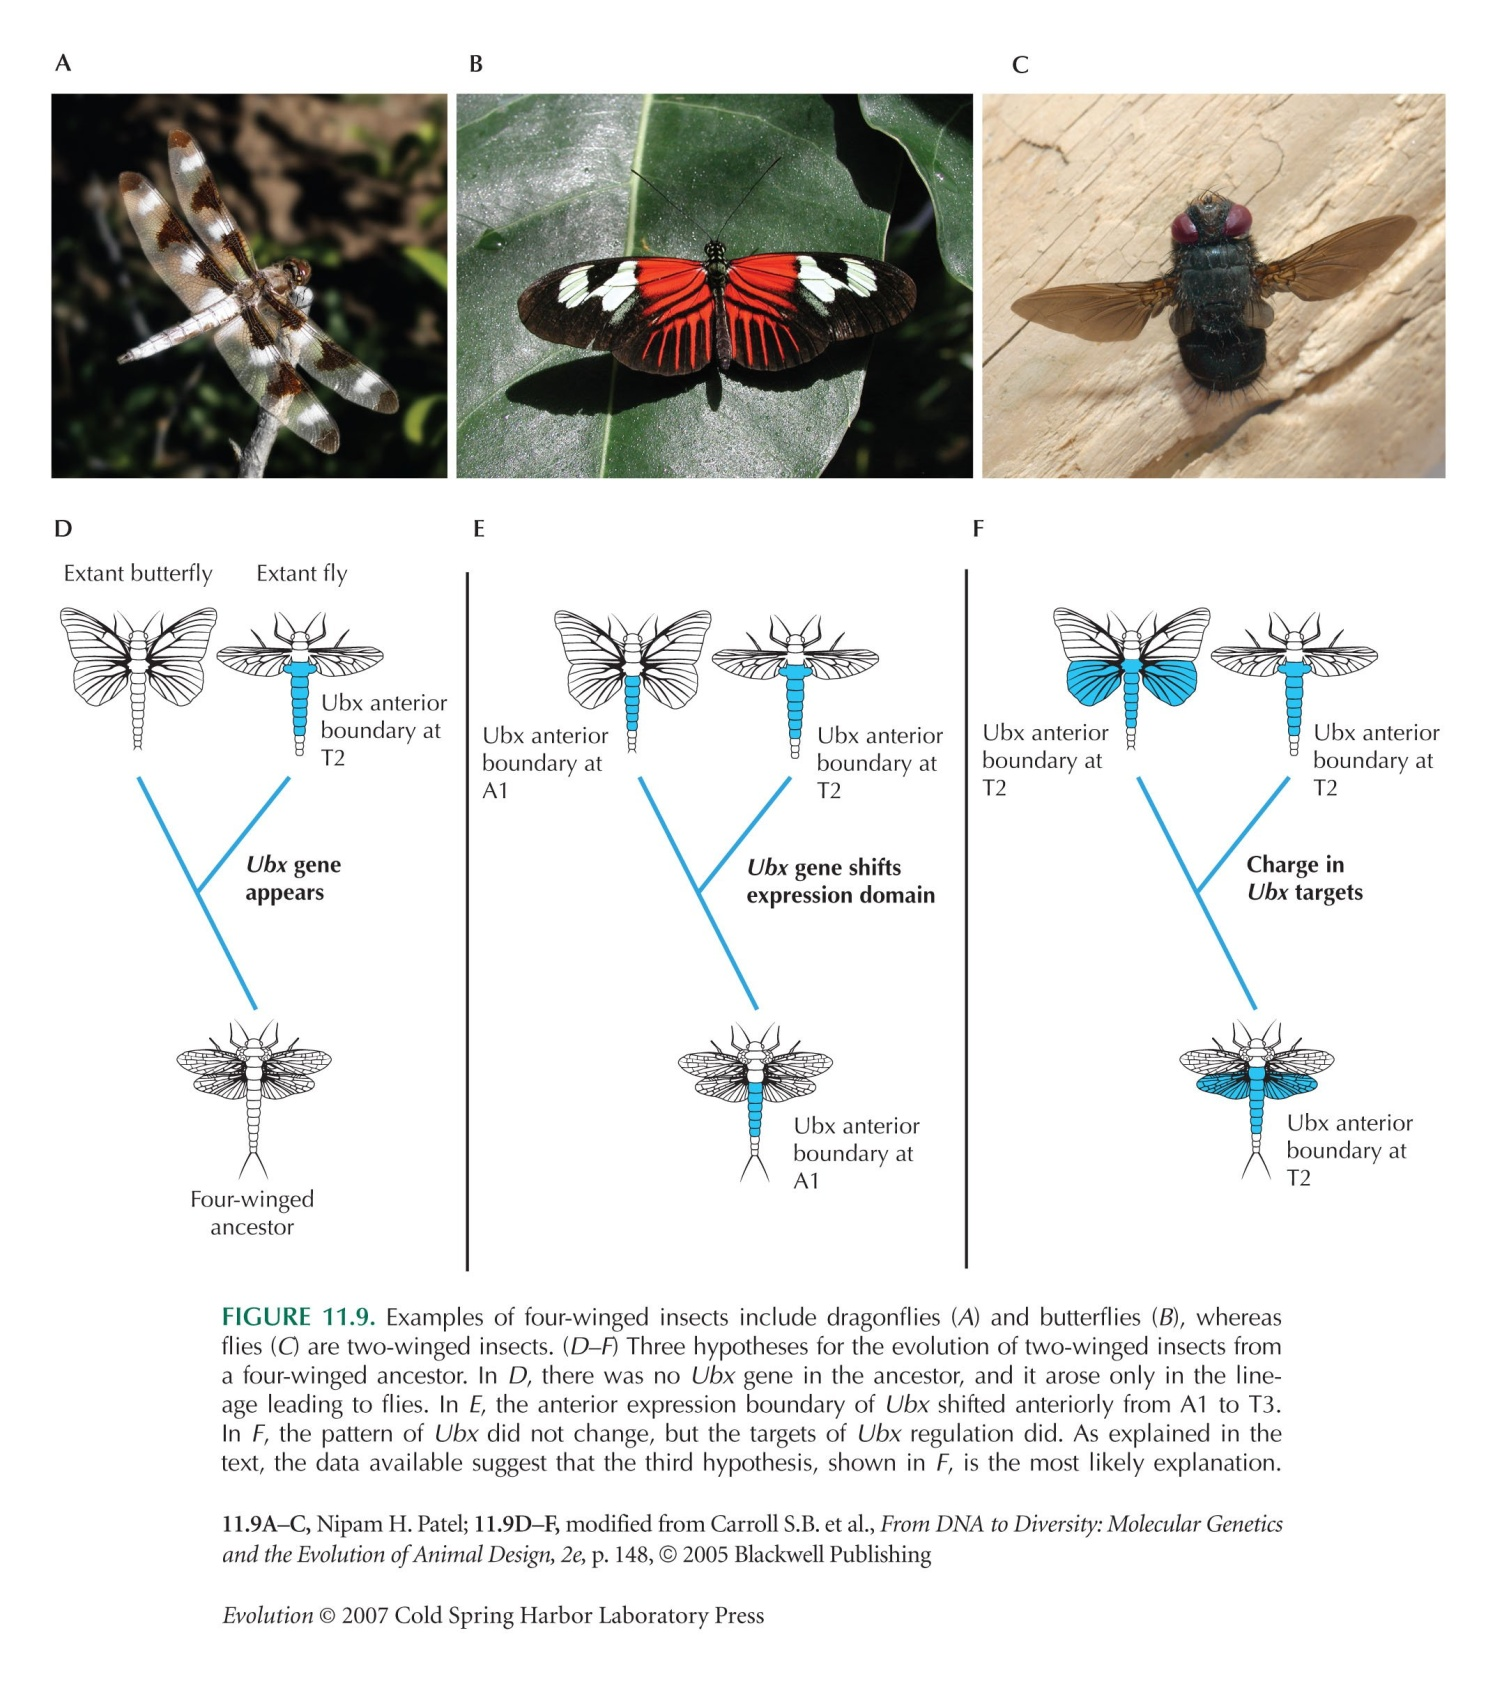 A
B
C
D
E
F
Extant butterfly
Extant fly
Ubx anterior
boundary at
T2
Ubx gene
appears
Four-winged
ancestor
Ubx anterior
boundary at
A1
Ubx anterior
boundary at
T2
Ubx gene shifts
expression domain
Ubx anterior
boundary at
A1
Ubx anterior
boundary at
T2
Ubx anterior
boundary at
T2
Charge in
Ubx targets
Ubx anterior
boundary at
T2
FIGURE 11.9. Examples of four-winged insects include dragonflies (A) and butterflies (B), whereas
flies (C) are two-winged insects. (D–F) Three hypotheses for the evolution of two-winged insects from
a four-winged ancestor. In D, there was no Ubx gene in the ancestor, and it arose only in the line-
age leading to flies. In E, the anterior expression boundary of Ubx shifted anteriorly from A1 to T3.
In F, the pattern of Ubx did not change, but the targets of Ubx regulation did. As explained in the
text, the data available suggest that the third hypothesis, shown in F, is the most likely explanation.
11.9A–C, Nipam H. Patel; 11.9D–F, modified from Carroll S.B. et al., From DNA to Diversity: Molecular Genetics
and the Evolution of Animal Design, 2e, p. 148, © 2005 Blackwell Publishing
Evolution © 2007 Cold Spring Harbor Laboratory Press